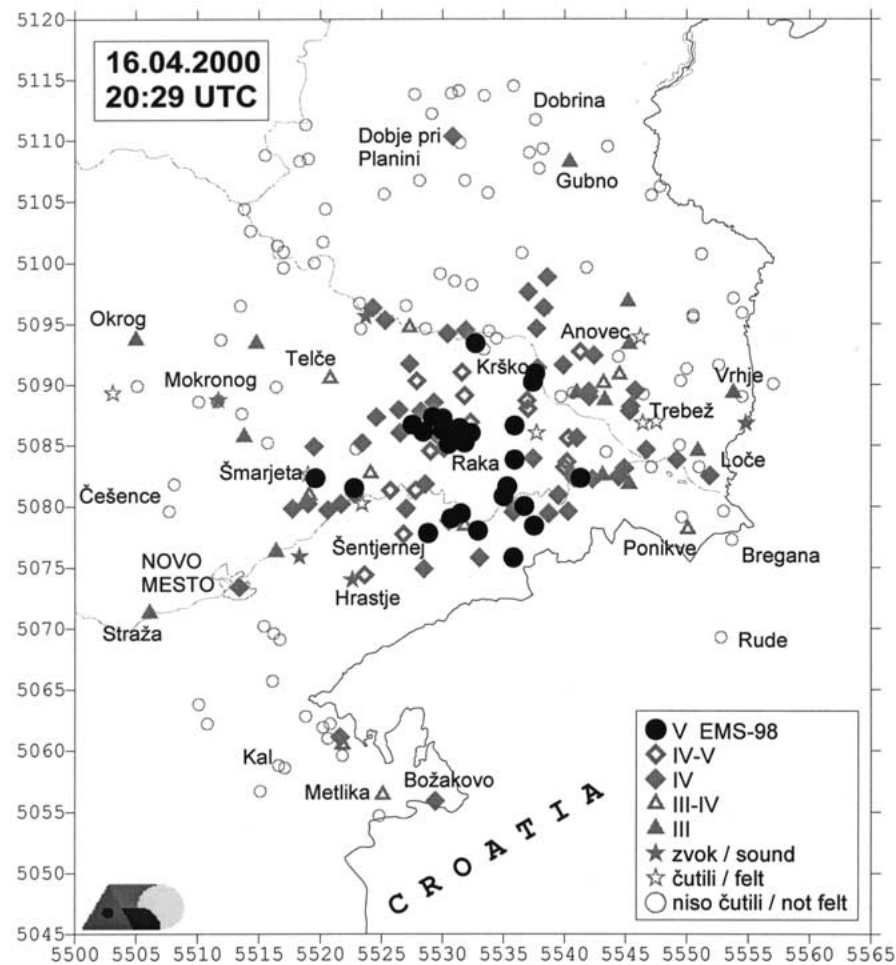 16.04.2000
20:29 UTC
5120
5115
5110
5105
5100
5095
5090
5085
5080
5075
5070
5065
5060
5055
5050
5045
Dobrina
Dobje pri
Planini
Gubno
Okrog
Anovec
Telče
Krško
Mokronog
Vrhje
Trebež
Raka
Šmarjeta
Loče
Češence
Šentjernej
Ponikve
Bregana
NOVO
MESTO
Hrastje
Straža
Rude
Kal
Metlika
Božakovo
CROATIA
V EMS-98
IV-V
IV
III-IV
III
zvok / sound
čutili / felt
niso čutili / not felt
5500 5505 5510 5515 5520 5525 5530 5535 5540 5545 5550 5555 5560 5565